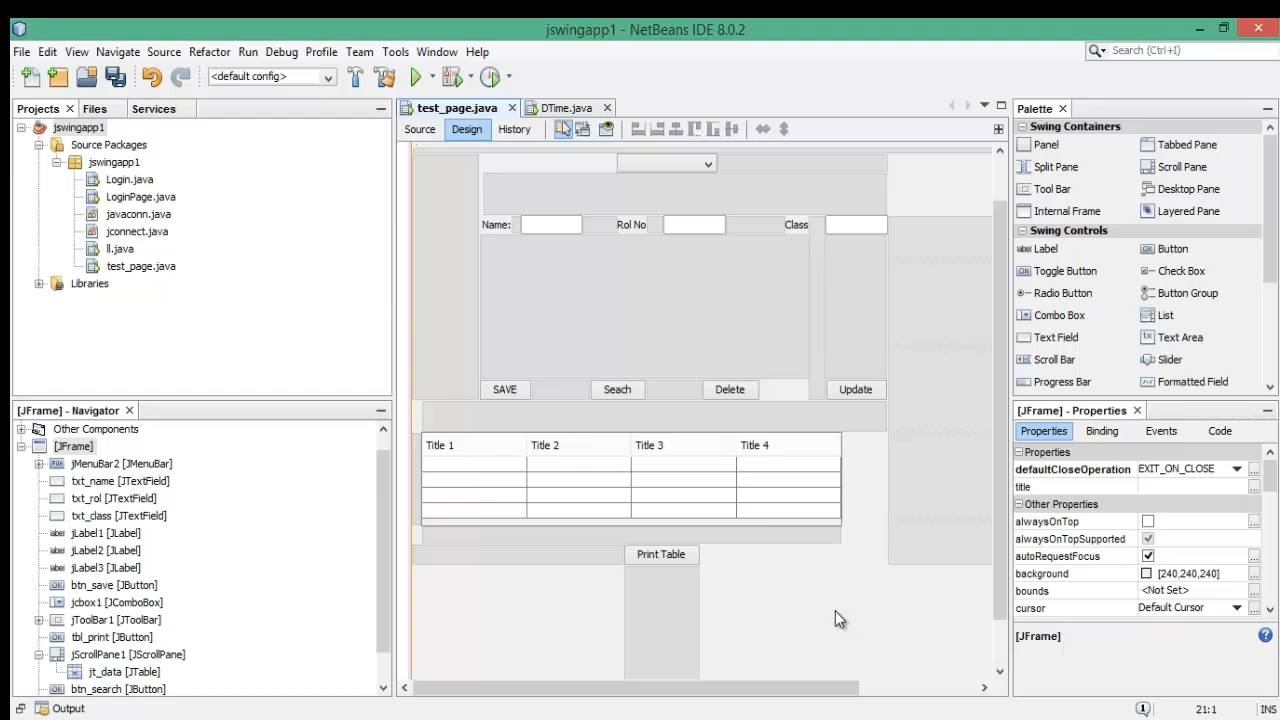 jswingapp1 - NetBeans IDE 8.0.2
File Edit View Navigate Source Refactor Run Debug Profile Team Tools Window Help
Search (Ctrl+I)
<default config>
Projects Files Services
jswingapp1
Source Packages
jswingapp1
Login.java
LoginPage.java
javaconn.java
jconnect.java
ll.java
test_page.java
Libraries
[JFrame] - Navigator
Other Components
[JFrame]
jMenuBar2 [JMenuBar]
txt_name [JTextField]
txt_rol [JTextField]
txt_class [JTextField]
label jLabel1 [JLabel]
label jLabel2 [JLabel]
label jLabel3 [JLabel]
OK btn_save [JButton]
jcbox1 [JComboBox]
jToolBar1 [JToolBar]
OK tbl_print [JButton]
jScrollPane1 [JScrollPane]
jt_data [JTable]
OK btn_search [JButton]
Output
test_page.java DTime.java
Source Design History
Name: Rol No Class
SAVE Seach Delete Update
Title 1 Title 2 Title 3 Title 4
Print Table
Palette
Swing Containers
Panel Tabbed Pane
Split Pane Scroll Pane
Tool Bar Desktop Pane
Internal Frame Layered Pane
Swing Controls
label Label OK Button
ON Toggle Button Check Box
Radio Button Button Group
Combo Box List
Text Field Text Area
Scroll Bar Slider
Progress Bar Formatted Field
[JFrame] - Properties
Properties Binding Events Code
Properties
defaultCloseOperation EXIT_ON_CLOSE ...
title ...
Other Properties
alwaysOnTop ...
alwaysOnTopSupported
autoRequestFocus ...
background [240,240,240] ...
bounds <Not Set> ...
cursor Default Cursor ...
[JFrame]
21:1 INS